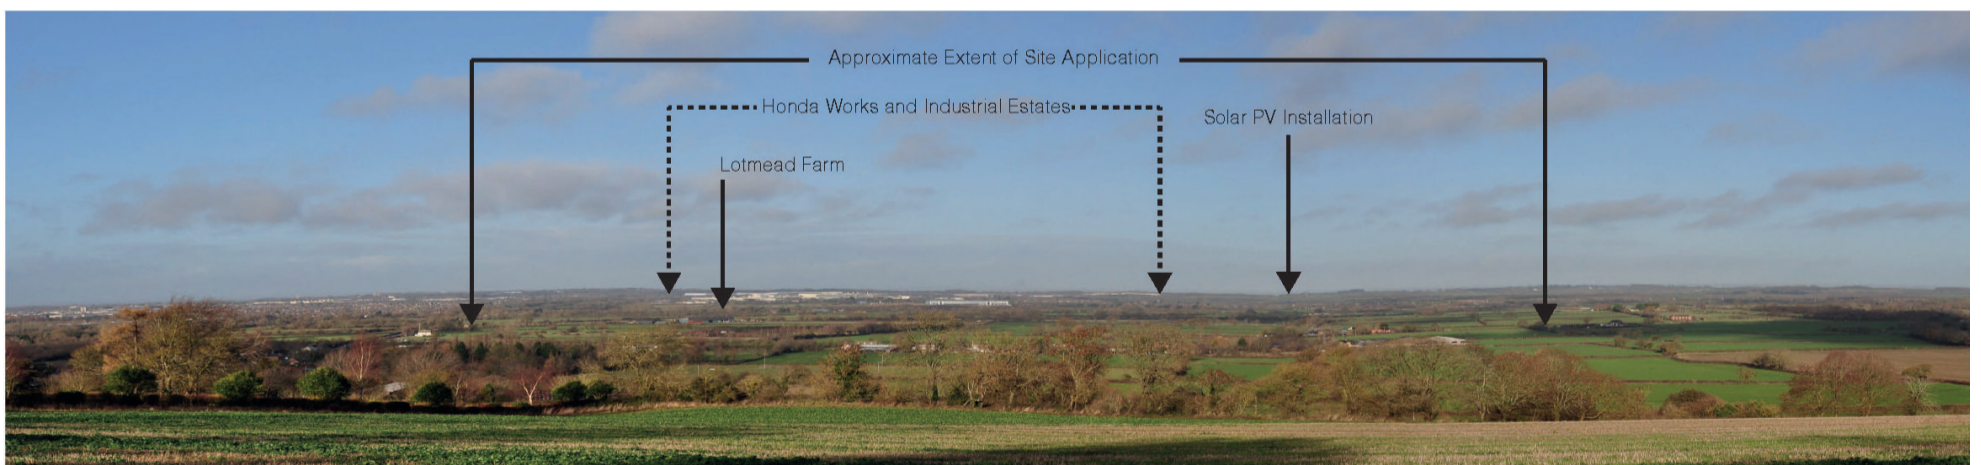 Approximate Extent of Site Application
Honda Works and Industrial Estates
Solar PV Installation
Lotmead Farm